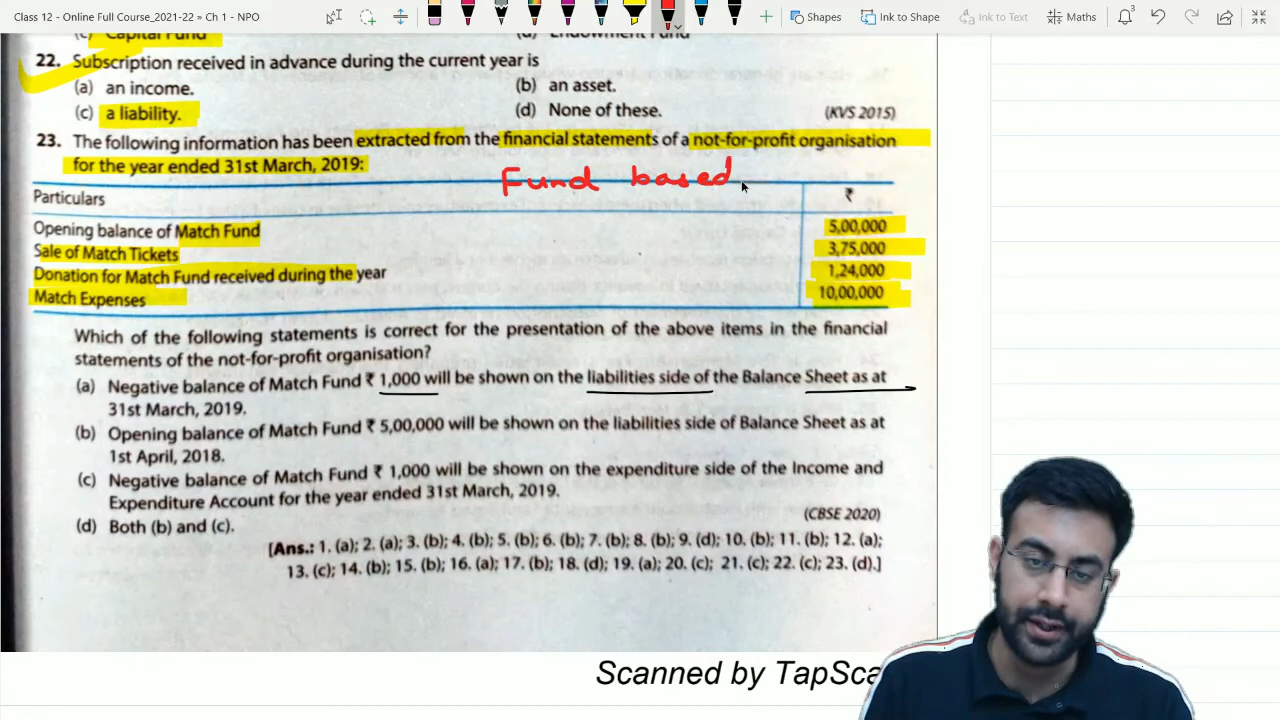 Class 12 - Online Full Course_2021-22 » Ch 1 - NPO
Shapes
Ink to Shape
Ink to Text
Maths
3
(c) Capital Fund
(d) Endowment Fund
22. Subscription received in advance during the current year is
(a) an income.
(b) an asset.
(c) a liability.
(d) None of these.
(KVS 2015)
23. The following information has been extracted from the financial statements of a not-for-profit organisation
for the year ended 31st March, 2019:
Fund based
Particulars
₹
Opening balance of Match Fund
5,00,000
Sale of Match Tickets
3,75,000
Donation for Match Fund received during the year
1,24,000
Match Expenses
10,00,000
Which of the following statements is correct for the presentation of the above items in the financial
statements of the not-for-profit organisation?
(a) Negative balance of Match Fund ₹ 1,000 will be shown on the liabilities side of the Balance Sheet as at
31st March, 2019.
(b) Opening balance of Match Fund ₹ 5,00,000 will be shown on the liabilities side of Balance Sheet as at
1st April, 2018.
(c) Negative balance of Match Fund ₹ 1,000 will be shown on the expenditure side of the Income and
Expenditure Account for the year ended 31st March, 2019.
(d) Both (b) and (c).
(CBSE 2020)
[Ans.: 1. (a); 2. (a); 3. (b); 4. (b); 5. (b); 6. (b); 7. (b); 8. (b); 9. (d); 10. (b); 11. (b); 12. (a);
13. (c); 14. (b); 15. (b); 16. (a); 17. (b); 18. (d); 19. (a); 20. (c); 21. (c); 22. (c); 23. (d).]
Scanned by